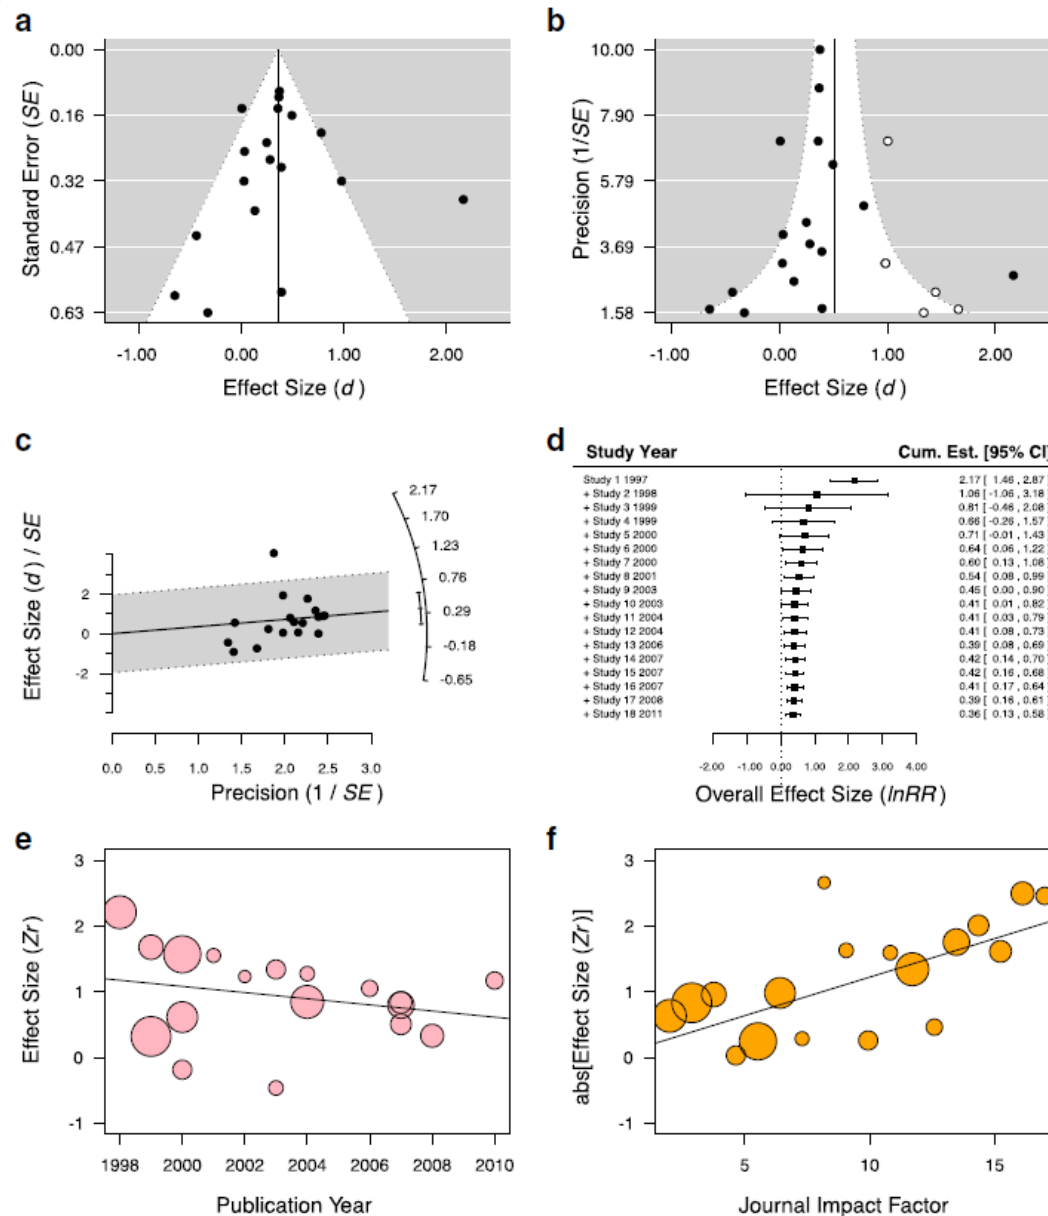 a
Standard Error (SE)
0.00
0.16
0.32
0.47
0.63
-1.00
0.00
1.00
2.00
Effect Size (d)
b
Precision (1/SE)
10.00
7.90
5.79
3.69
1.58
-1.00
0.00
1.00
2.00
Effect Size (d)
c
Effect Size (d) / SE
2
0
-2
2.17
1.70
1.23
0.76
0.29
-0.18
-0.65
0.0 0.5 1.0 1.5 2.0 2.5 3.0
Precision (1 / SE)
d
Study Year Cum. Est. [95% CI]
Study 1 1997 2.17 [ 1.46 , 2.87 ]
+ Study 2 1998 1.06 [ -1.06 , 3.18 ]
+ Study 3 1999 0.81 [ -0.46 , 2.08 ]
+ Study 4 1999 0.66 [ -0.26 , 1.57 ]
+ Study 5 2000 0.71 [ -0.01 , 1.43 ]
+ Study 6 2000 0.64 [ 0.06 , 1.22 ]
+ Study 7 2000 0.60 [ 0.13 , 1.08 ]
+ Study 8 2001 0.54 [ 0.08 , 0.99 ]
+ Study 9 2003 0.45 [ 0.00 , 0.90 ]
+ Study 10 2003 0.41 [ 0.01 , 0.82 ]
+ Study 11 2004 0.41 [ 0.03 , 0.79 ]
+ Study 12 2004 0.41 [ 0.08 , 0.73 ]
+ Study 13 2006 0.39 [ 0.08 , 0.69 ]
+ Study 14 2007 0.42 [ 0.14 , 0.70 ]
+ Study 15 2007 0.42 [ 0.16 , 0.68 ]
+ Study 16 2007 0.41 [ 0.17 , 0.64 ]
+ Study 17 2008 0.39 [ 0.16 , 0.61 ]
+ Study 18 2011 0.36 [ 0.13 , 0.58 ]
-2.00 -1.00 0.00 1.00 2.00 3.00 4.00
Overall Effect Size (lnRR)
e
Effect Size (Zr)
3
2
1
0
-1
1998 2000 2002 2004 2006 2008 2010
Publication Year
f
abs[Effect Size (Zr)]
3
2
1
0
-1
5 10 15
Journal Impact Factor